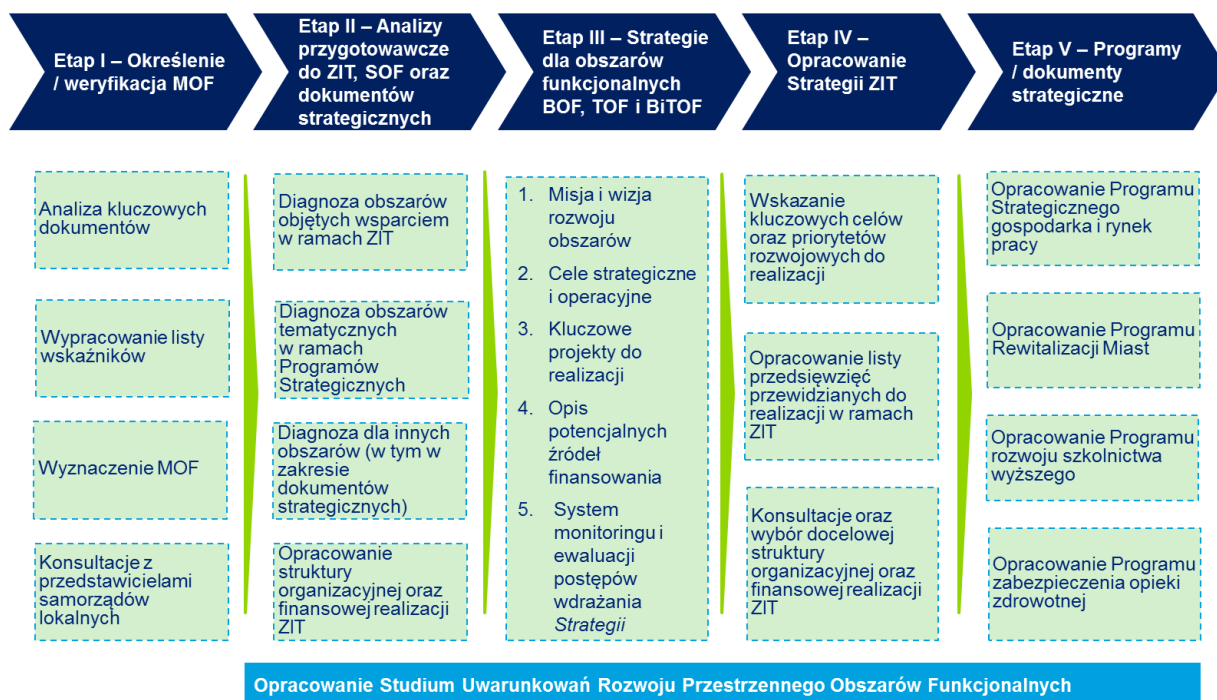 Etap I – Określenie
/ weryfikacja MOF
Etap II – Analizy
przygotowawcze
do ZIT, SOF oraz
dokumentów
strategicznych
Etap III – Strategie
dla obszarów
funkcjonalnych
BOF, TOF i BiTOF
Etap IV –
Opracowanie
Strategii ZIT
Etap V – Programy
/ dokumenty
strategiczne
Analiza kluczowych
dokumentów
Wypracowanie listy
wskaźników
Wyznaczenie MOF
Konsultacje z
przedstawicielami
samorządów
lokalnych
Diagnoza obszarów
objętych wsparciem
w ramach ZIT
Diagnoza obszarów
tematycznych
w ramach
Programów
Strategicznych
Diagnoza dla innych
obszarów (w tym w
zakresie
dokumentów
strategicznych)
Opracowanie
struktury
organizacyjnej oraz
finansowej realizacji
ZIT
1. Misja i wizja
rozwoju
obszarów
2. Cele strategiczne
i operacyjne
3. Kluczowe
projekty do
realizacji
4. Opis
potencjalnych
źródeł
finansowania
5. System
monitoringu i
ewaluacji
postępów
wdrażania
Strategii
Wskazanie
kluczowych celów
oraz priorytetów
rozwojowych do
realizacji
Opracowanie listy
przedsięwzięć
przewidzianych do
realizacji w ramach
ZIT
Konsultacje oraz
wybór docelowej
struktury
organizacyjnej oraz
finansowej realizacji
ZIT
Opracowanie Programu
Strategicznego
gospodarka i rynek
pracy
Opracowanie Programu
Rewitalizacji Miast
Opracowanie Programu
rozwoju szkolnictwa
wyższego
Opracowanie Programu
zabezpieczenia opieki
zdrowotnej
Opracowanie Studium Uwarunkowań Rozwoju Przestrzennego Obszarów Funkcjonalnych